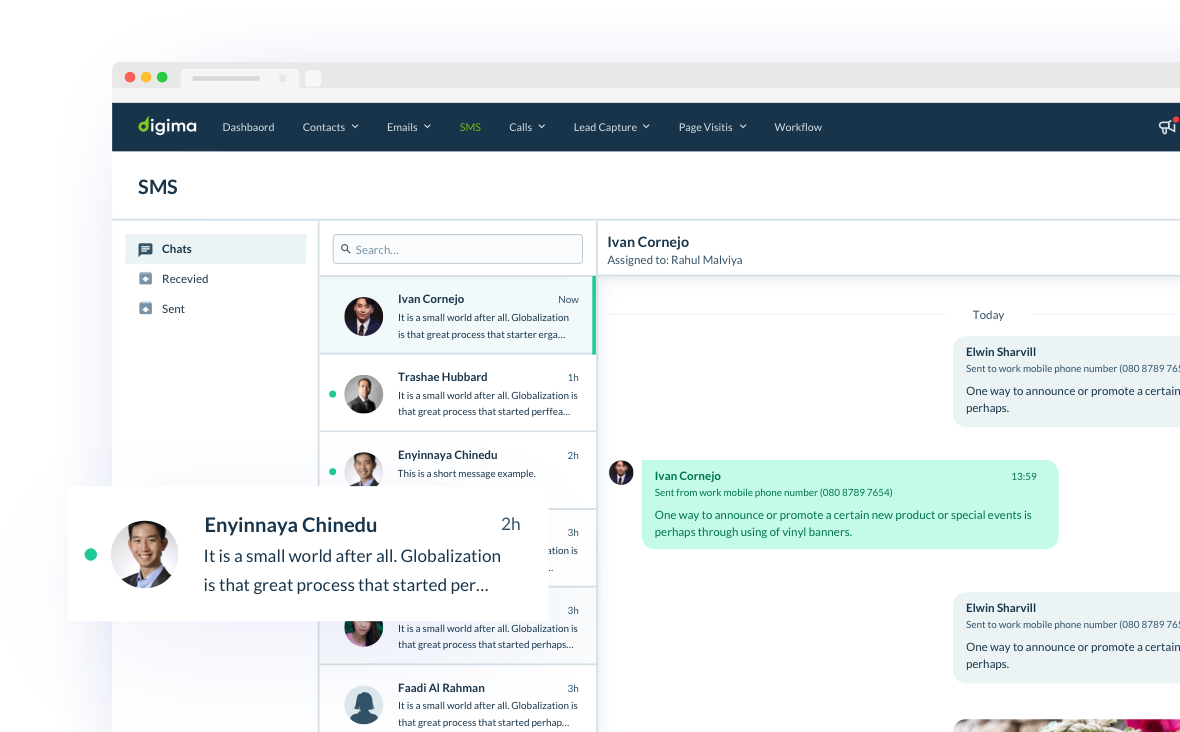 digima Dashbaord Contacts Emails SMS Calls Lead Capture Page Visitis Workflow
SMS
Chats
Recevied
Sent
Search...
Ivan Cornejo Now
It is a small world after all. Globalization
is that great process that starter erga...
Trashae Hubbard 1h
It is a small world after all. Globalization is
that great process that started perffea...
Enyinnaya Chinedu 2h
This is a short message example.
Enyinnaya Chinedu 2h
It is a small world after all. Globalization
is that great process that started per...
3h
ation is
..
3h
It is a small world after all. Globalization is
that great process that started perhaps...
Faadi Al Rahman 3h
It is a small world after all. Globalization is
that great process that started perhap...
Ivan Cornejo
Assigned to: Rahul Malviya
Today
Elwin Sharvill
Sent to work mobile phone number (080 8789 765
One way to announce or promote a certain
perhaps.
Ivan Cornejo 13:59
Sent from work mobile phone number (080 8789 7654)
One way to announce or promote a certain new product or special events is
perhaps through using of vinyl banners.
Elwin Sharvill
Sent to work mobile phone number (080 8789 765
One way to announce or promote a certain
perhaps.